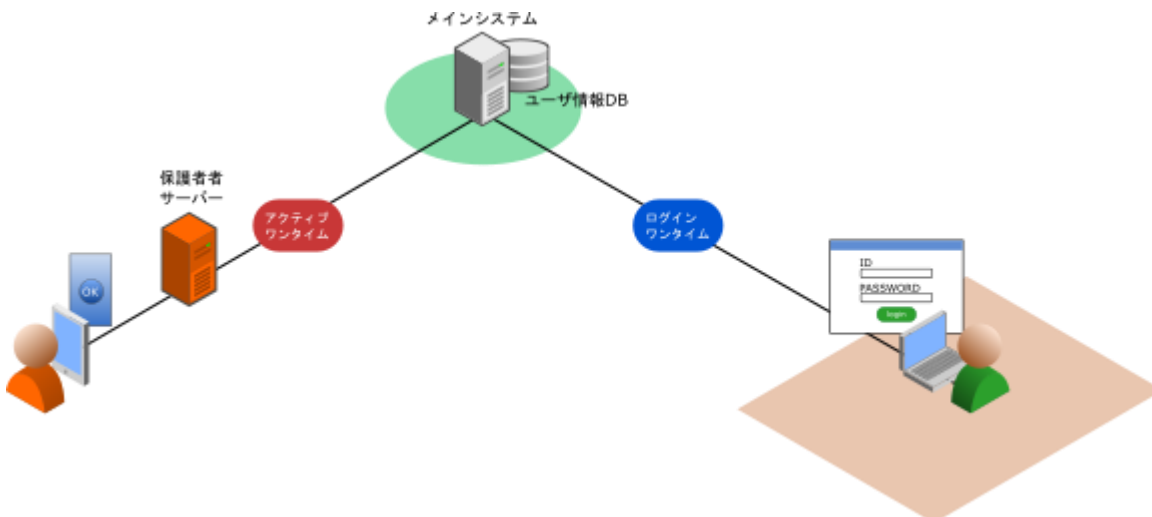 メインシステム
ユーザ情報DB
保護者者
サーバー
アクティブ
ワンタイム
ログイン
ワンタイム
OK
ID
PASSWORD
login